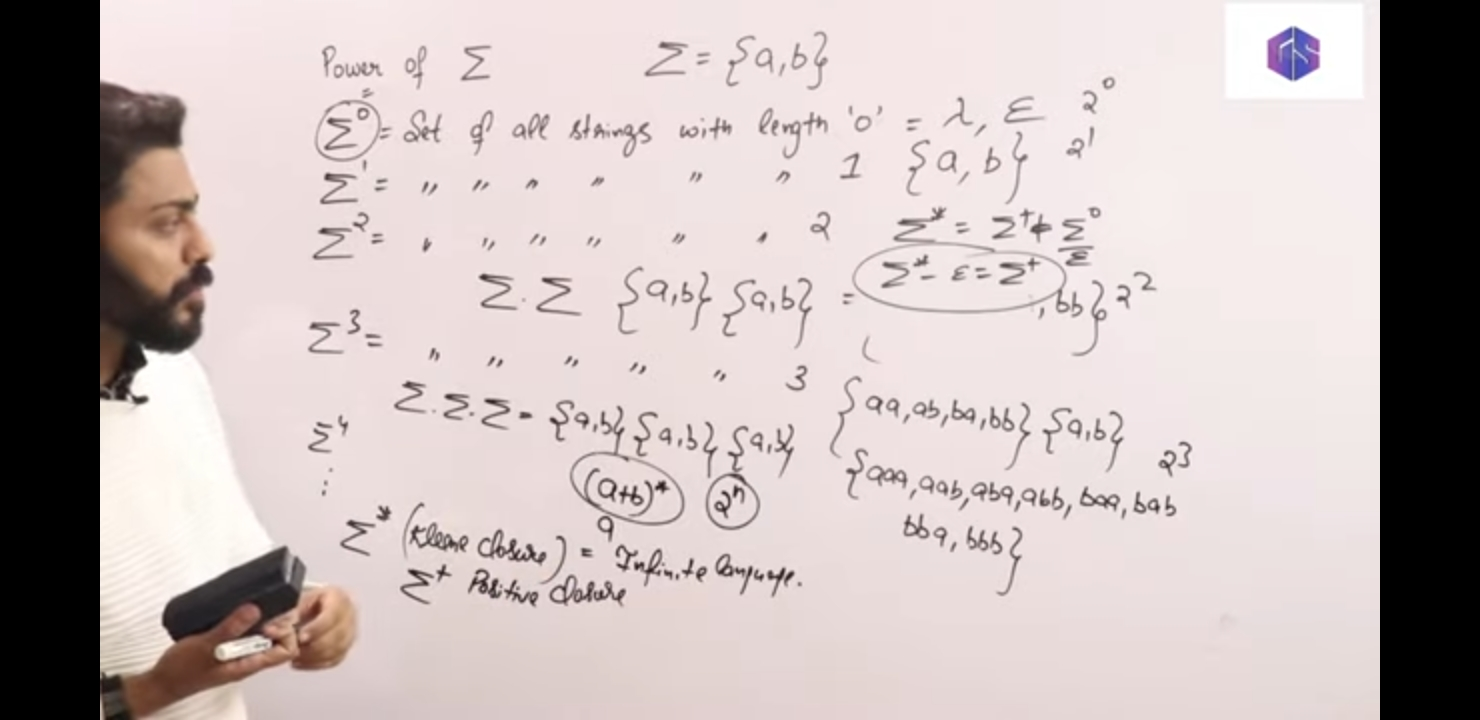 Power of Σ Σ = {a, b}
Σ⁰ = Set of all strings with length '0' = λ, ε 2⁰
Σ¹ = " " " " " " 1 {a, b} 2¹
Σ² = " " " " " " 2 Σ* = Σ⁺ + Σ⁰
ε
Σ* - ε = Σ⁺
Σ.Σ {a,b} {a,b} = , bb} 2²
Σ³ = " " " " " 3
{aa, ab, ba, bb} {a,b} 2³
Σ.Σ.Σ = {a,b} {a,b} {a,b}
{aaa, aab, aba, abb, baa, bab
bba, bbb}
Σ⁴
⋮
(a+b)* 2ⁿ
a
Σ* (Kleene closure) = Infinite language.
Σ⁺ Positive closure